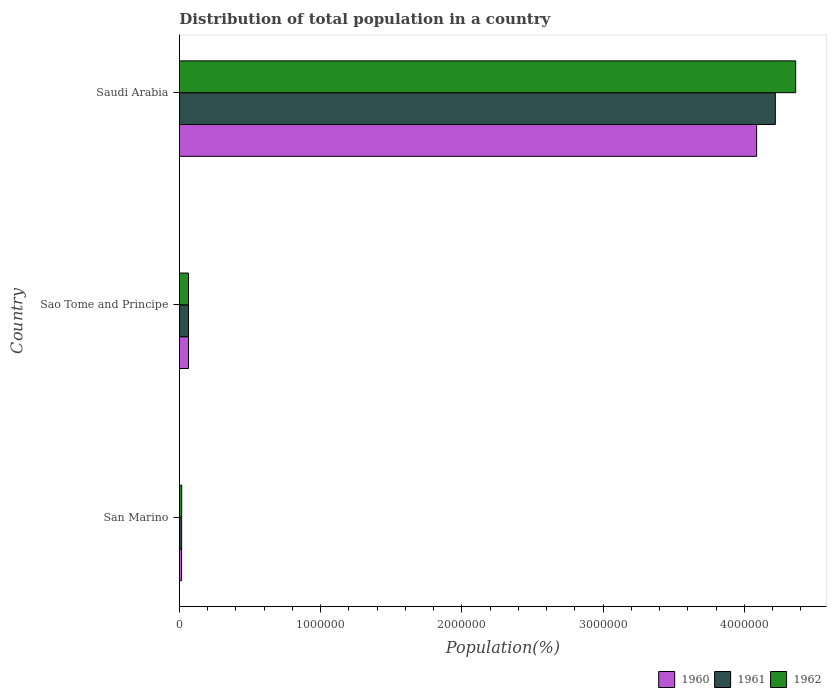 Distribution of total population in a country
Saudi Arabia
Sao Tome and Principe
San Marino
Country
0
1000000
2000000
3000000
4000000
Population(%)
1960
1961
1962